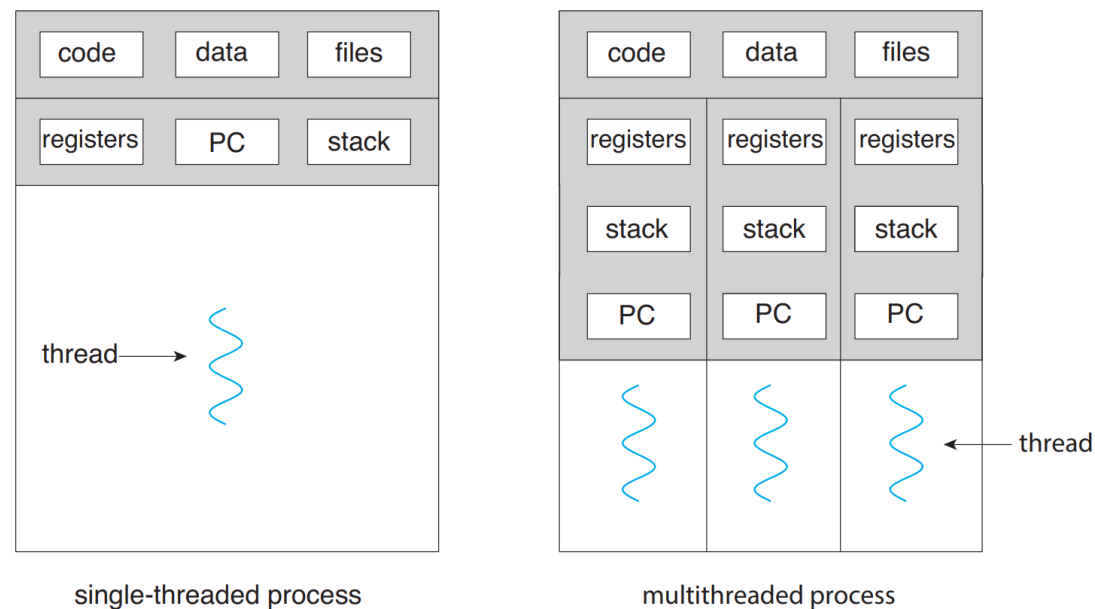 code data files
registers PC stack
thread
single-threaded process
code data files
registers registers registers
stack stack stack
PC PC PC
thread
multithreaded process